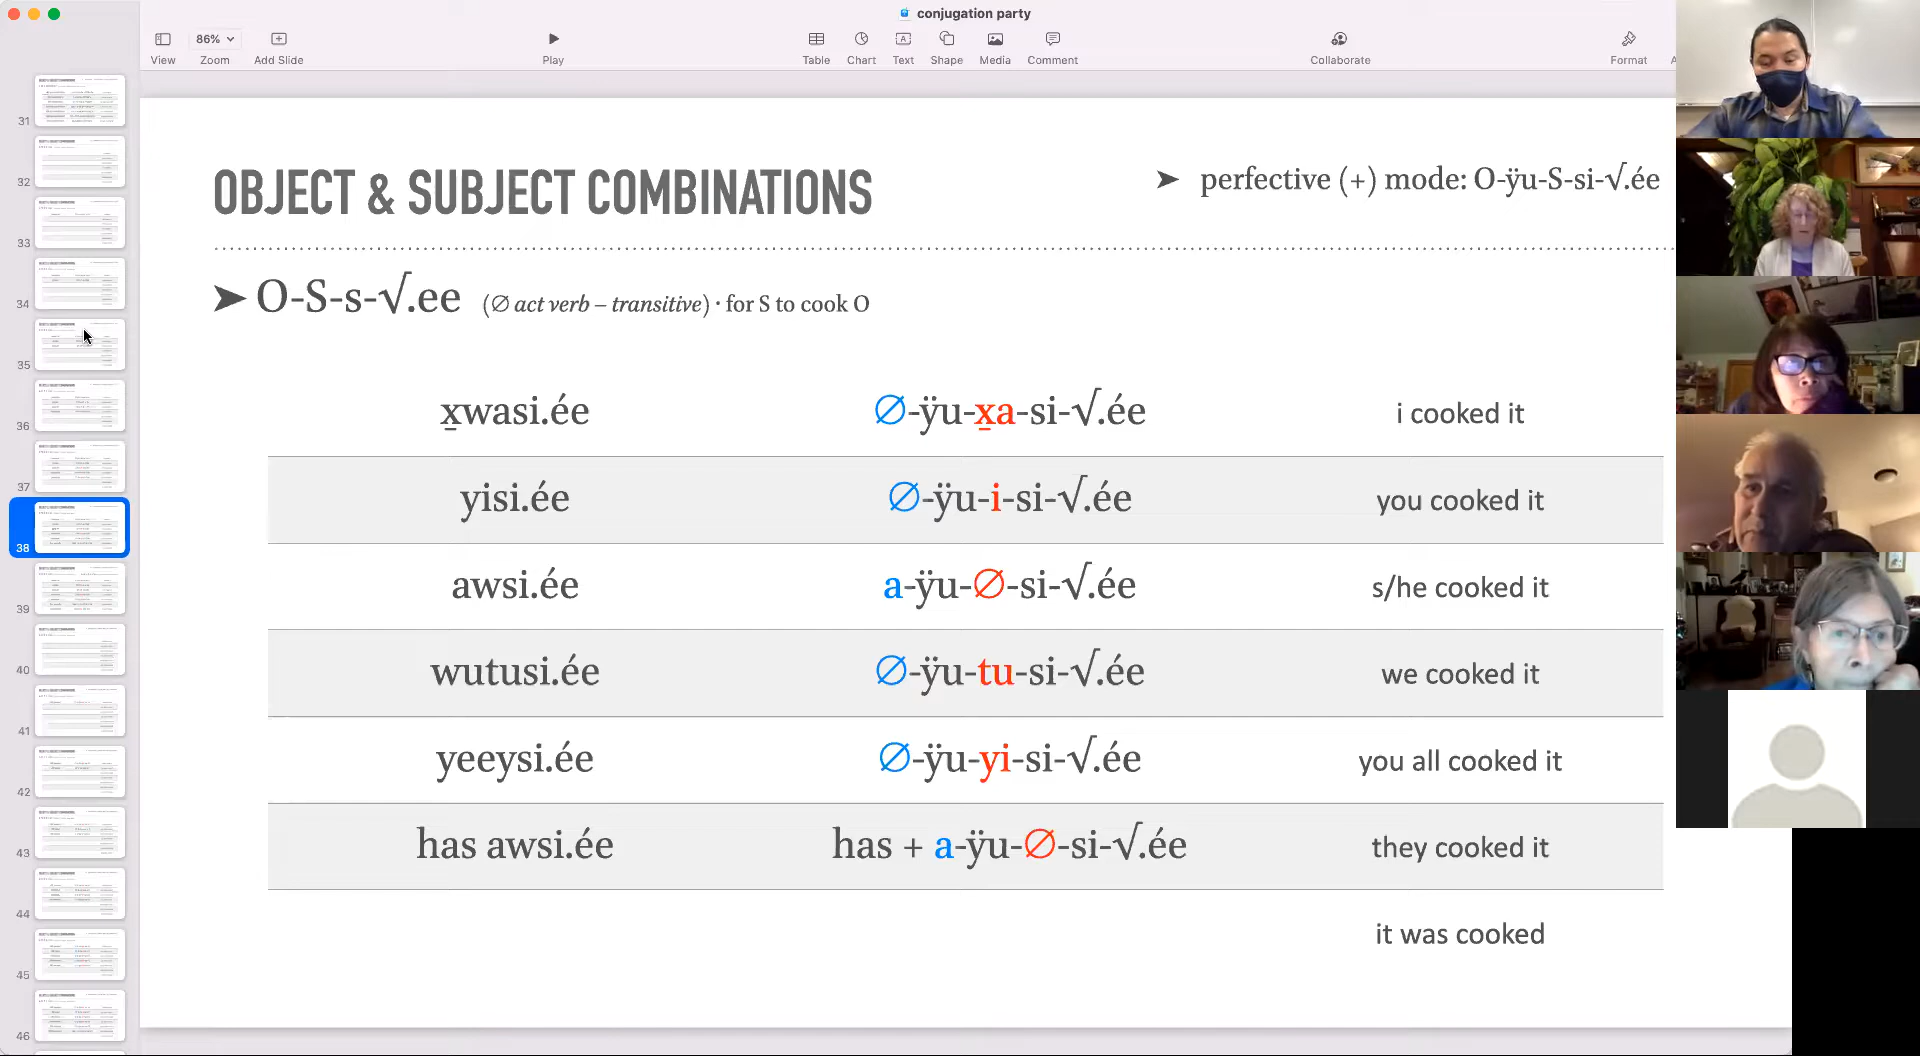 conjugation party
86%
View Zoom Add Slide Play Table Chart Text Shape Media Comment Collaborate Format
OBJECT & SUBJECT COMBINATIONS
➤ perfective (+) mode: O-ÿu-S-si-√.ée
➤ O-S-s-√.ee (∅ act verb – transitive) · for S to cook O
x̲wasi.ée ∅-ÿu-x̲a-si-√.ée i cooked it
yisi.ée ∅-ÿu-i-si-√.ée you cooked it
awsi.ée a-ÿu-∅-si-√.ée s/he cooked it
wutusi.ée ∅-ÿu-tu-si-√.ée we cooked it
yeeysi.ée ∅-ÿu-yi-si-√.ée you all cooked it
has awsi.ée has + a-ÿu-∅-si-√.ée they cooked it
it was cooked
31
32
33
34
35
36
37
38
39
40
41
42
43
44
45
46